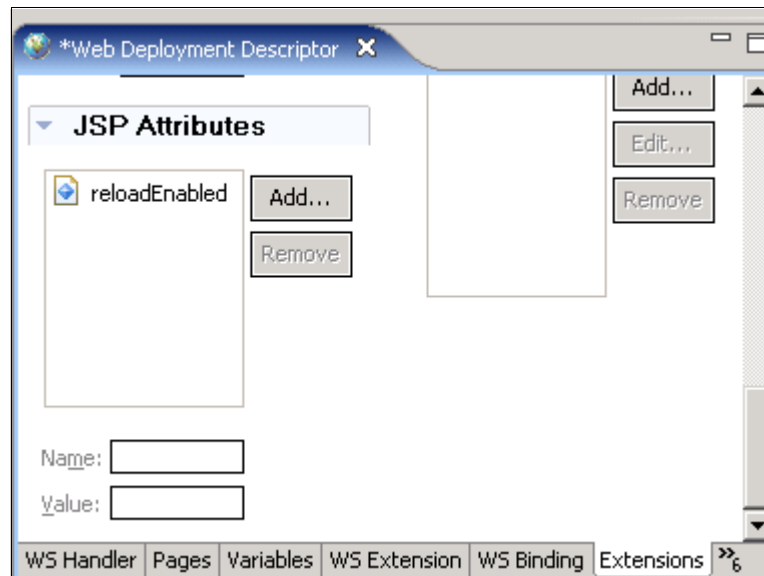 *Web Deployment Descriptor
JSP Attributes
reloadEnabled
Add...
Remove
Add...
Edit...
Remove
Name:
Value:
WS Handler Pages Variables WS Extension WS Binding Extensions »6